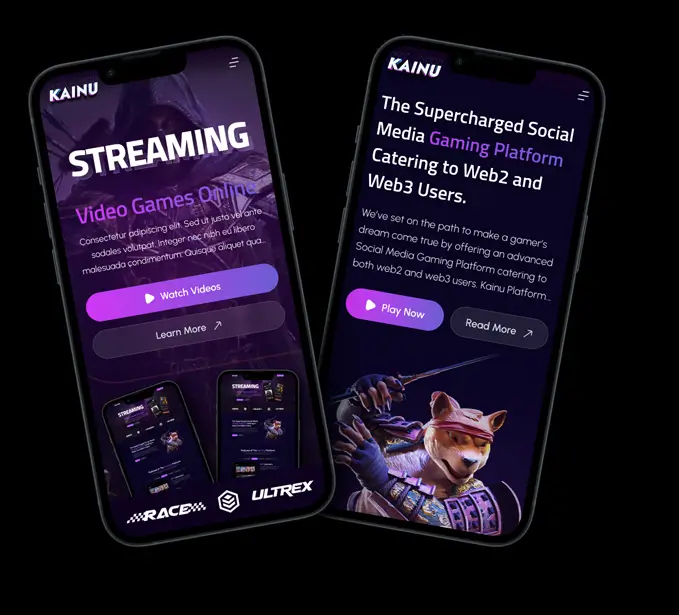 KAINU
STREAMING
Video Games Online
Consectetur adipiscing elit. Sed ut justo vel ante
sodales volutpat. Integer nec nibh eu libero
malesuada condimentum. Quisque aliquet qua..
Watch Videos
Learn More
STREAMING
STREAMING
RACE
ULTREX
KAINU
The Supercharged Social
Media Gaming Platform
Catering to Web2 and
Web3 Users.
We've set on the path to make a gamer's
dream come true by offering an advanced
Social Media Gaming Platform catering to
both web2 and web3 users. Kainu Platform...
Play Now
Read More